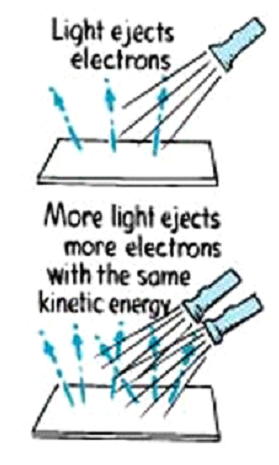 Light ejects
electrons
More light ejects
more electrons
with the same
kinetic energy